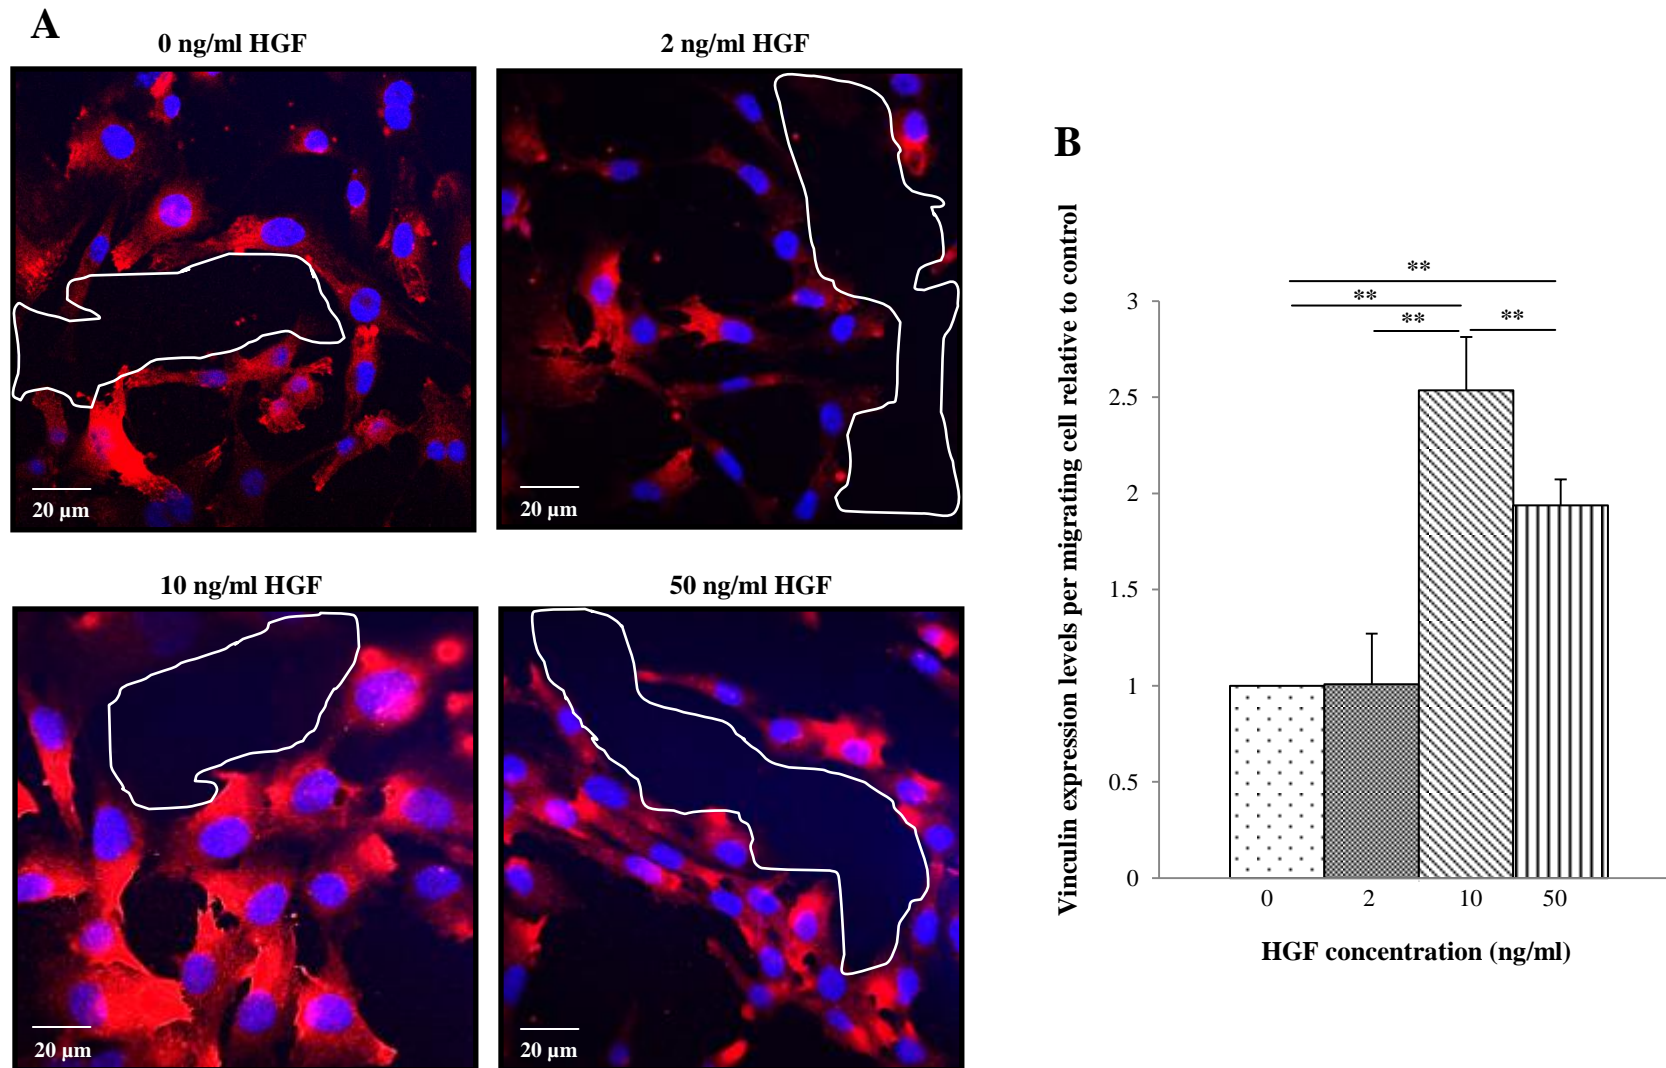 A
0 ng/ml HGF
2 ng/ml HGF
20 µm
20 µm
10 ng/ml HGF
50 ng/ml HGF
20 µm
20 µm
B
Vinculin expression levels per migrating cell relative to control
**
**
**
**
3
2.5
2
1.5
1
0.5
0
0 2 10 50
HGF concentration (ng/ml)